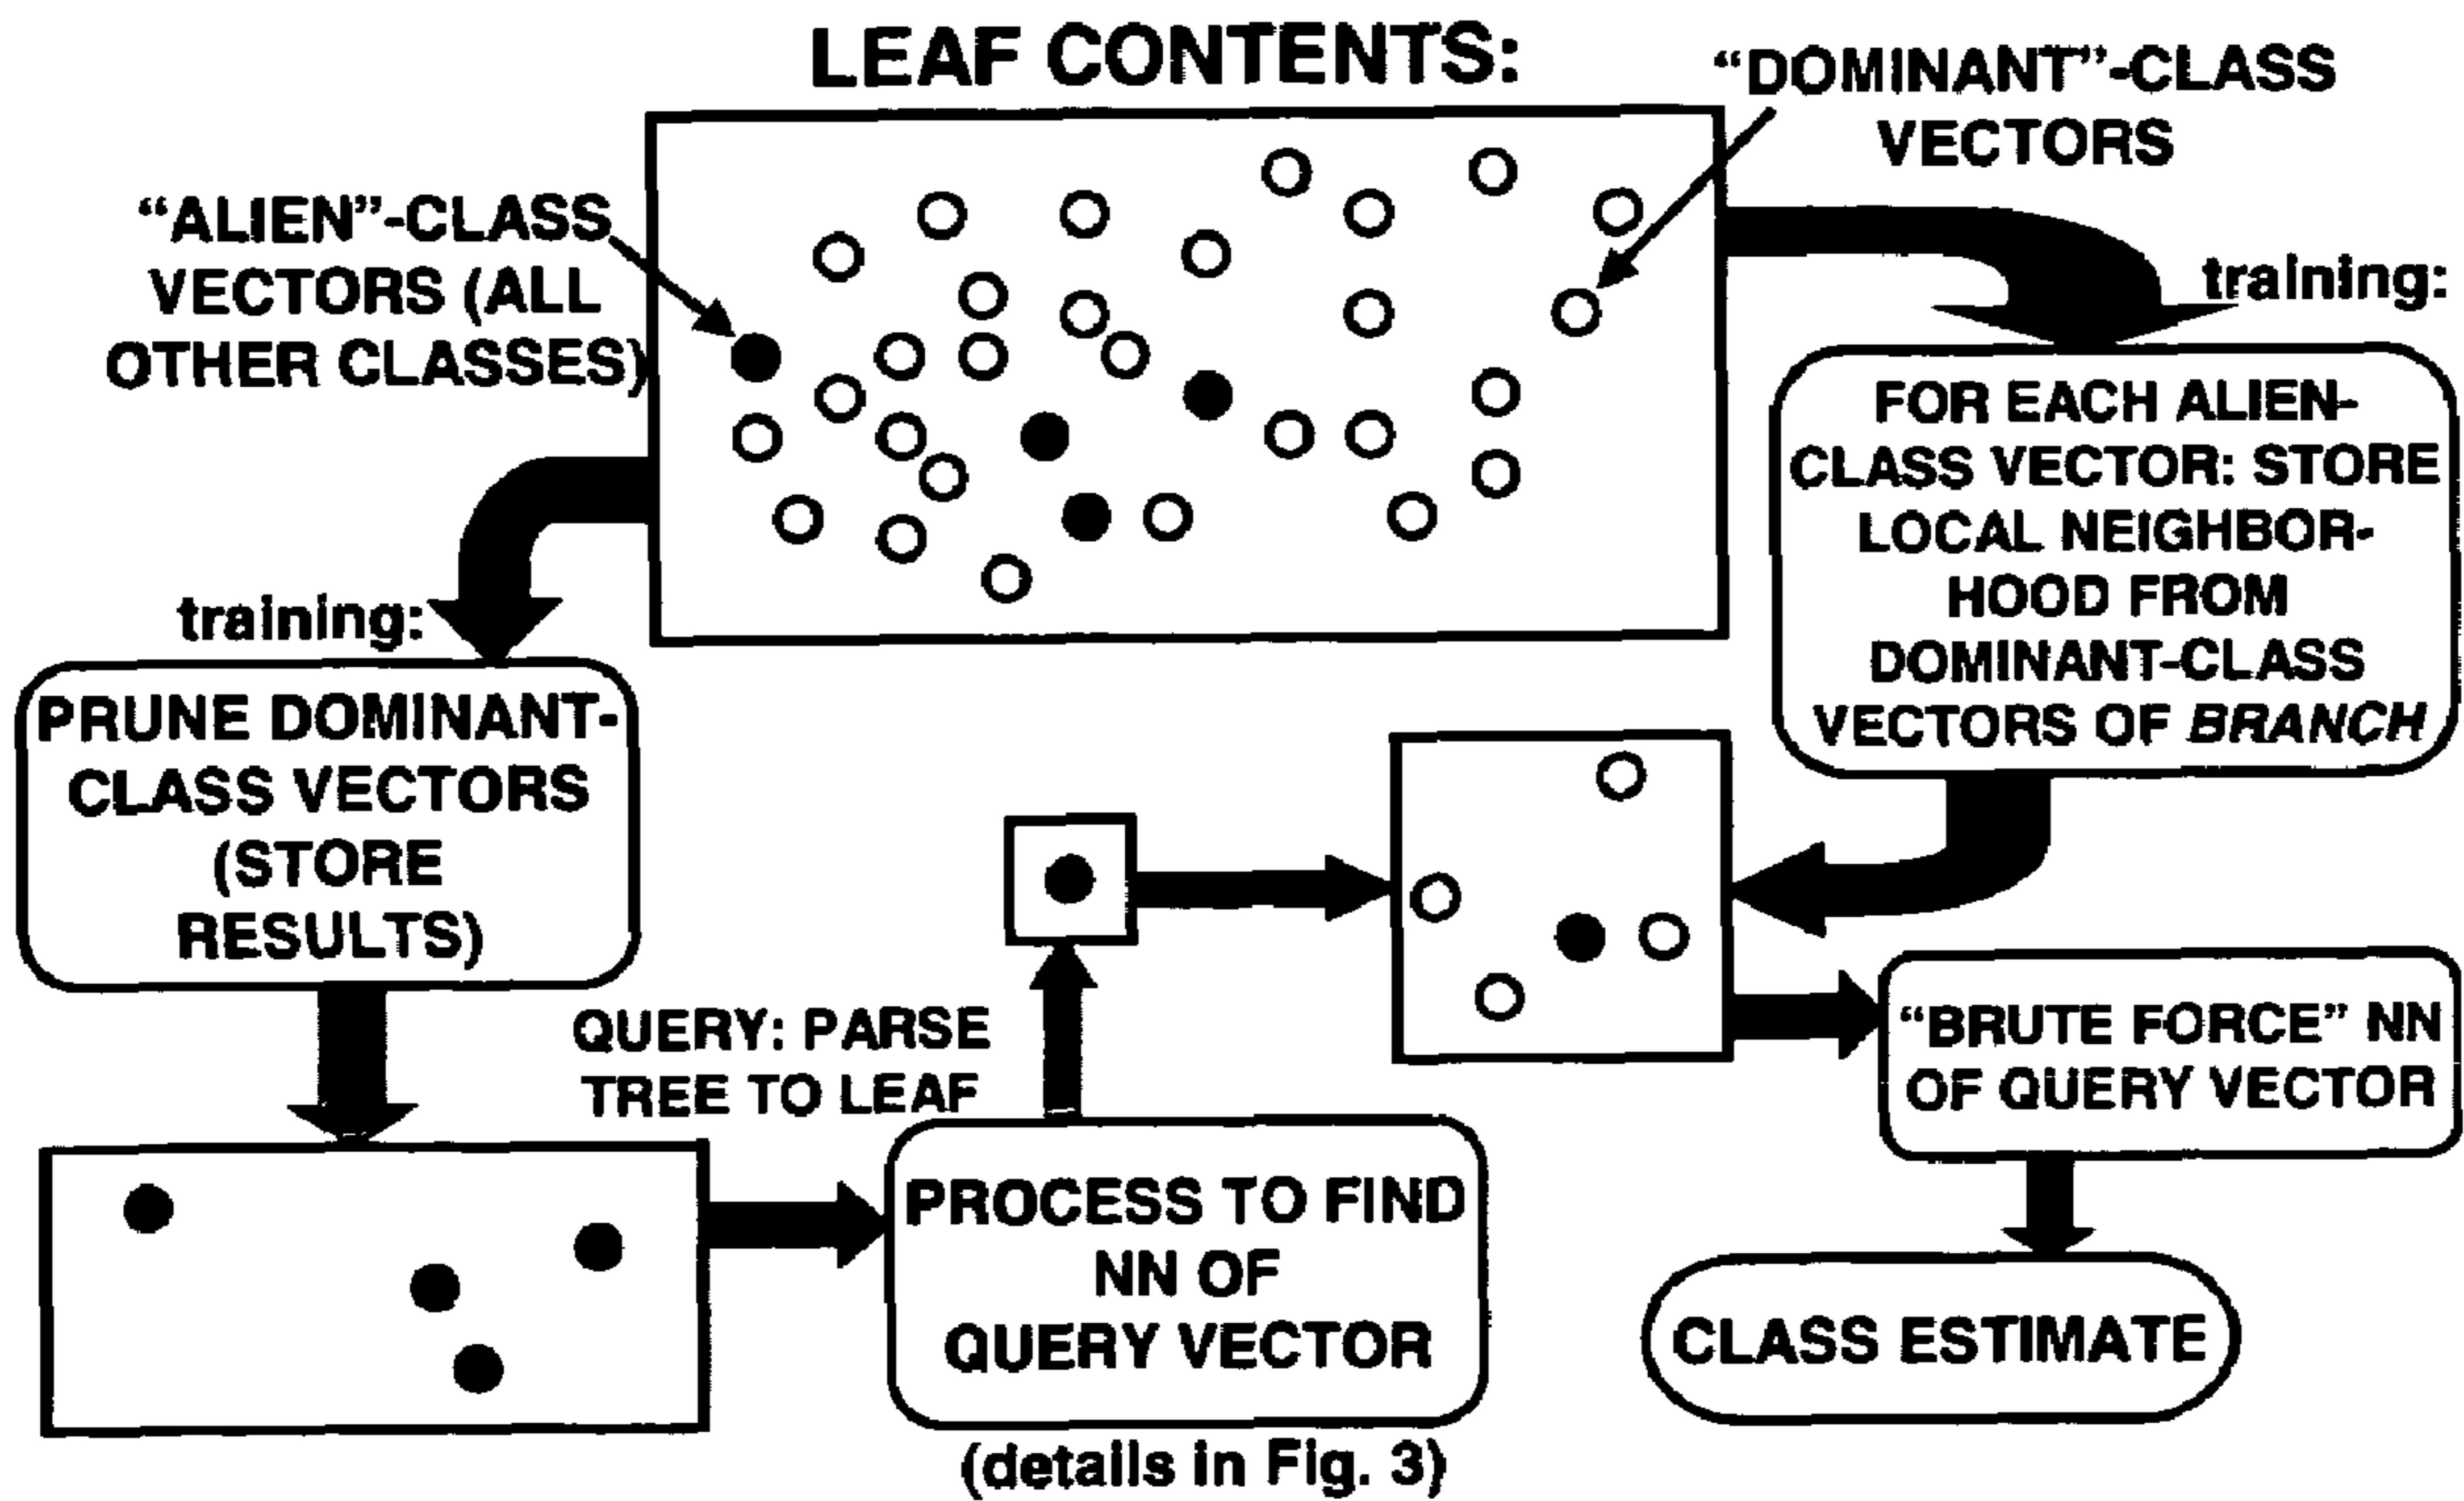 LEAF CONTENTS:
“DOMINANT”-CLASS
VECTORS
“ALIEN”-CLASS
VECTORS (ALL
OTHER CLASSES)
training:
FOR EACH ALIEN-
CLASS VECTOR: STORE
LOCAL NEIGHBOR-
HOOD FROM
DOMINANT-CLASS
VECTORS OF BRANCH
training:
PRUNE DOMINANT-
CLASS VECTORS
(STORE
RESULTS)
QUERY: PARSE
TREE TO LEAF
“BRUTE FORCE” NN
OF QUERY VECTOR
PROCESS TO FIND
NN OF
QUERY VECTOR
CLASS ESTIMATE
(details in Fig. 3)